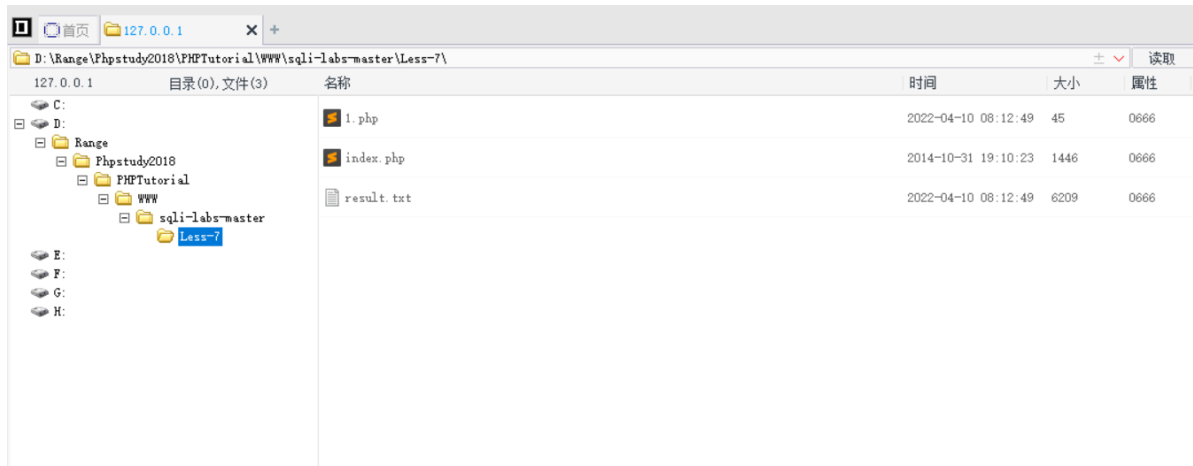 首页 127.0.0.1
D:\Range\Phpstudy2018\PHPTutorial\WWW\sqli-labs-master\Less-7\ 读取
127.0.0.1 目录(0),文件(3) 名称 时间 大小 属性
C:
D:
Range
Phpstudy2018
PHPTutorial
WWW
sqli-labs-master
Less-7
E:
F:
G:
H:
1.php 2022-04-10 08:12:49 45 0666
index.php 2014-10-31 19:10:23 1446 0666
result.txt 2022-04-10 08:12:49 6209 0666